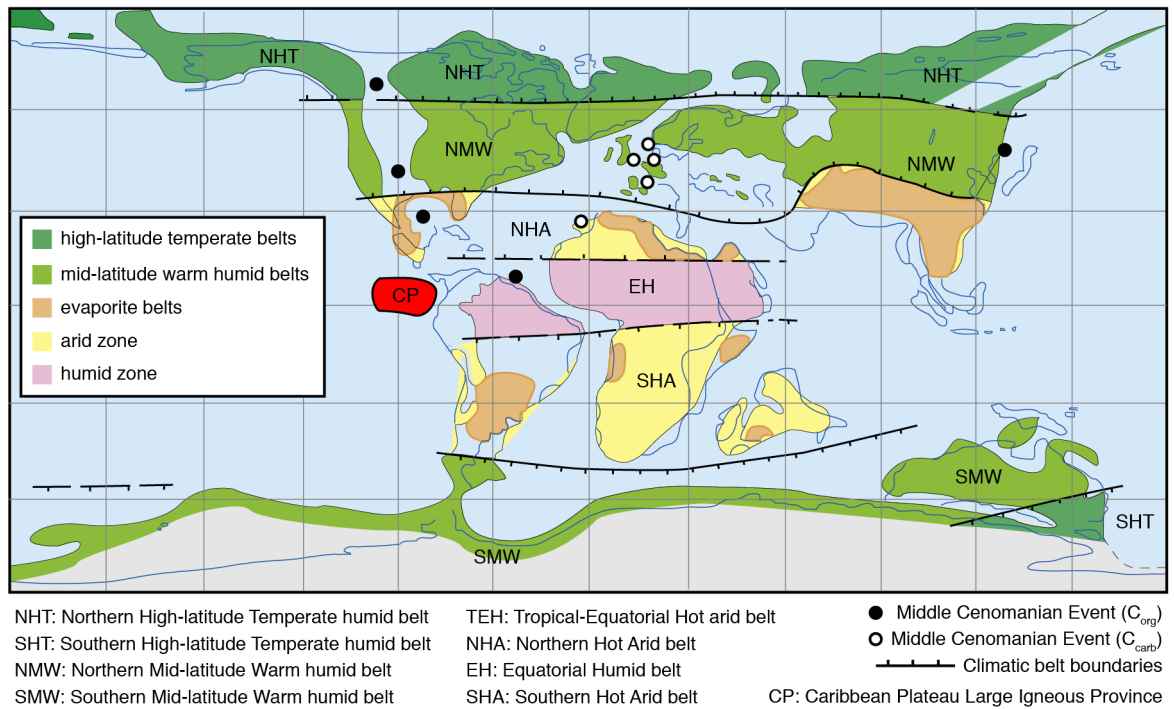 NHT
NHT
NHT
NMW
NMW
NHA
high-latitude temperate belts
mid-latitude warm humid belts
evaporite belts
arid zone
humid zone
CP
EH
SHA
SMW
SHT
SMW
NHT: Northern High-latitude Temperate humid belt
SHT: Southern High-latitude Temperate humid belt
NMW: Northern Mid-latitude Warm humid belt
SMW: Southern Mid-latitude Warm humid belt
TEH: Tropical-Equatorial Hot arid belt
NHA: Northern Hot Arid belt
EH: Equatorial Humid belt
SHA: Southern Hot Arid belt
Middle Cenomanian Event (Corg)
Middle Cenomanian Event (Ccarb)
Climatic belt boundaries
CP: Caribbean Plateau Large Igneous Province